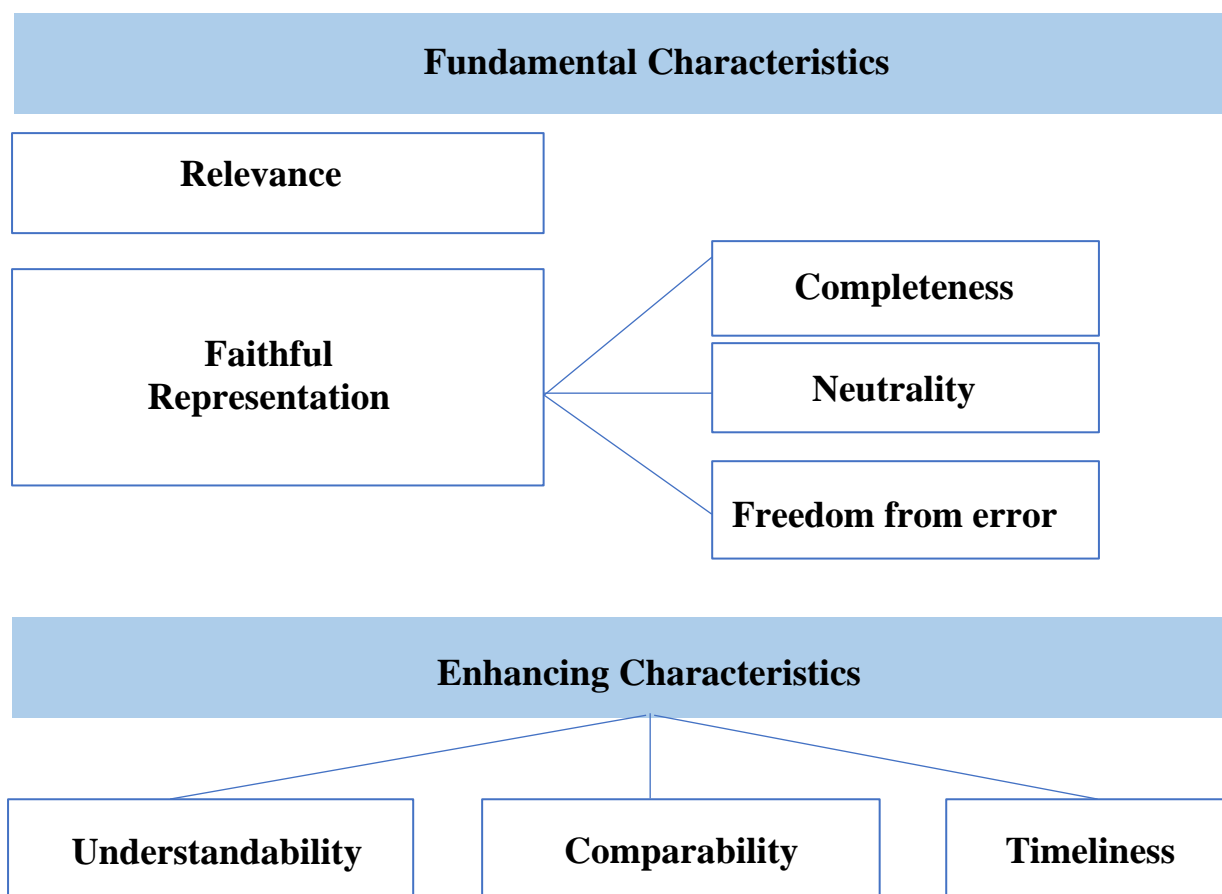 Fundamental Characteristics
Relevance
Faithful
Representation
Completeness
Neutrality
Freedom from error
Enhancing Characteristics
Understandability
Comparability
Timeliness